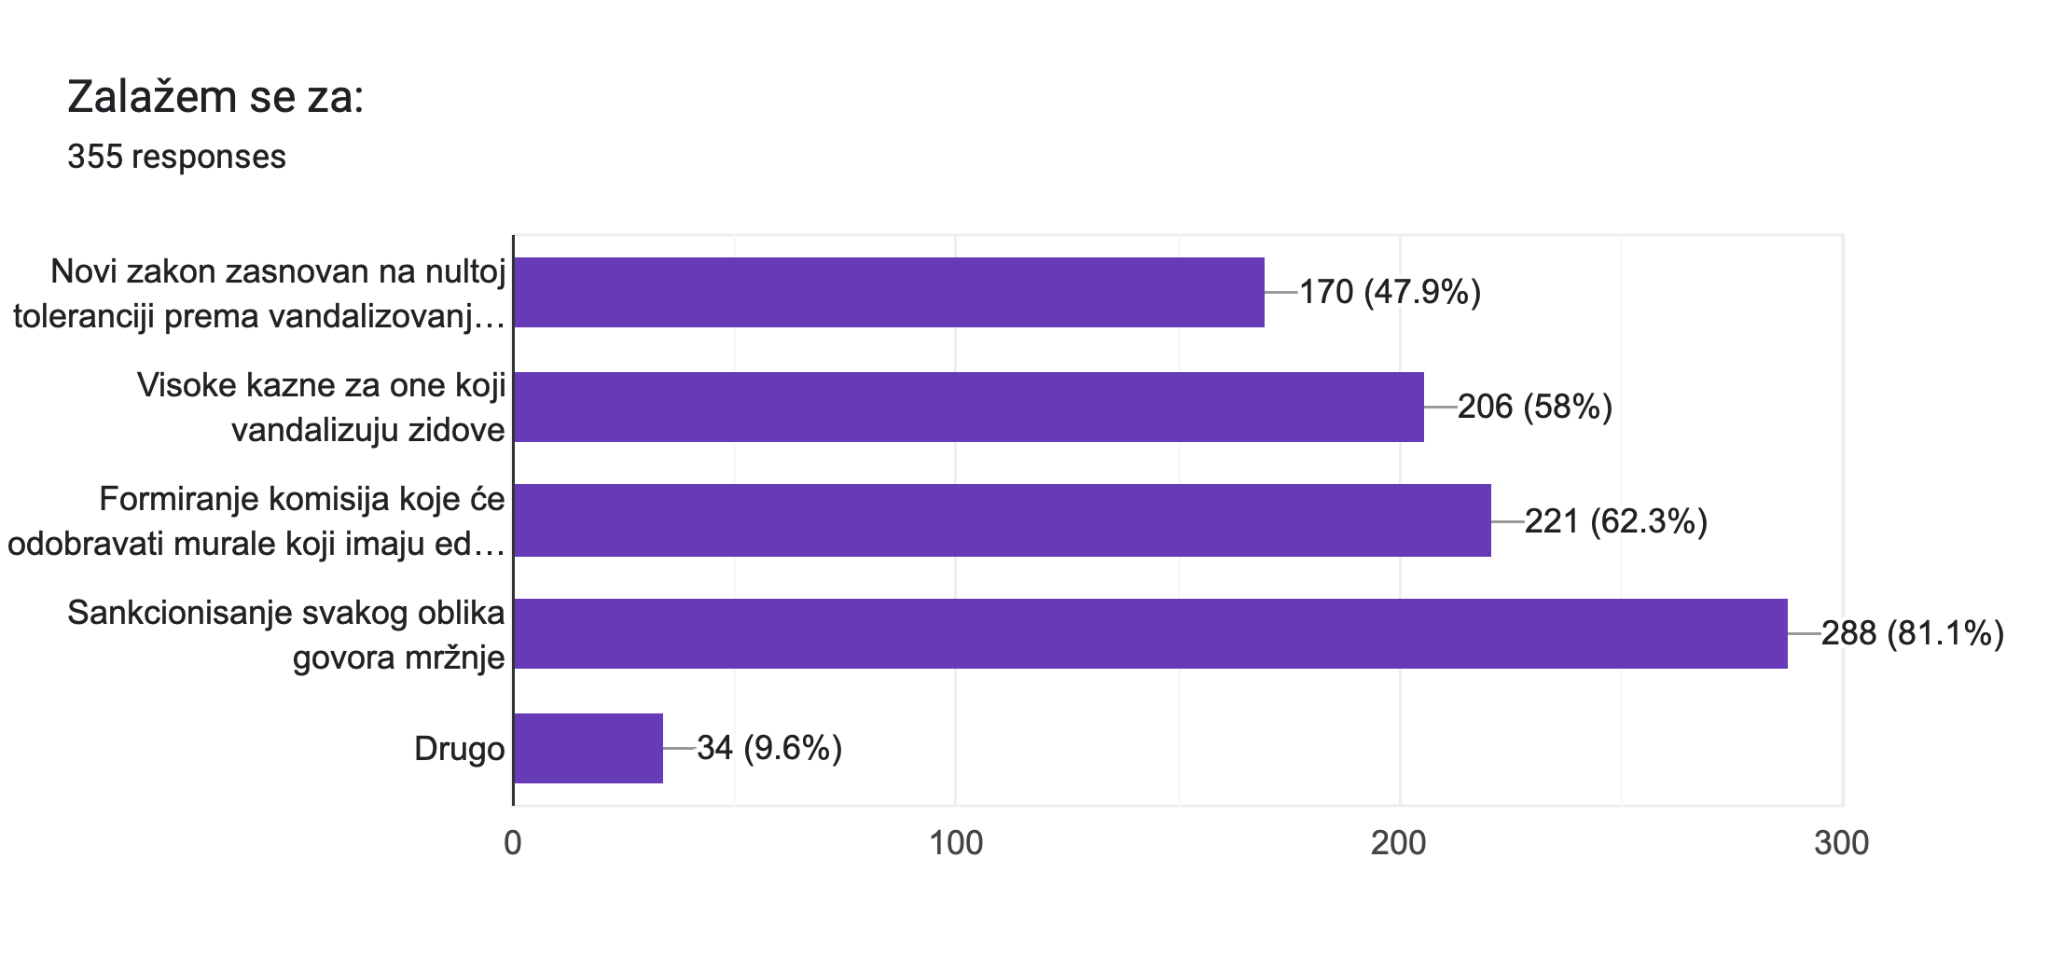 Zalažem se za:
355 responses
Novi zakon zasnovan na nultoj
toleranciji prema vandalizovanj…
170 (47.9%)
Visoke kazne za one koji
vandalizuju zidove
206 (58%)
Formiranje komisija koje će
odobravati murale koji imaju ed…
221 (62.3%)
Sankcionisanje svakog oblika
govora mržnje
288 (81.1%)
Drugo
34 (9.6%)
0 100 200 300